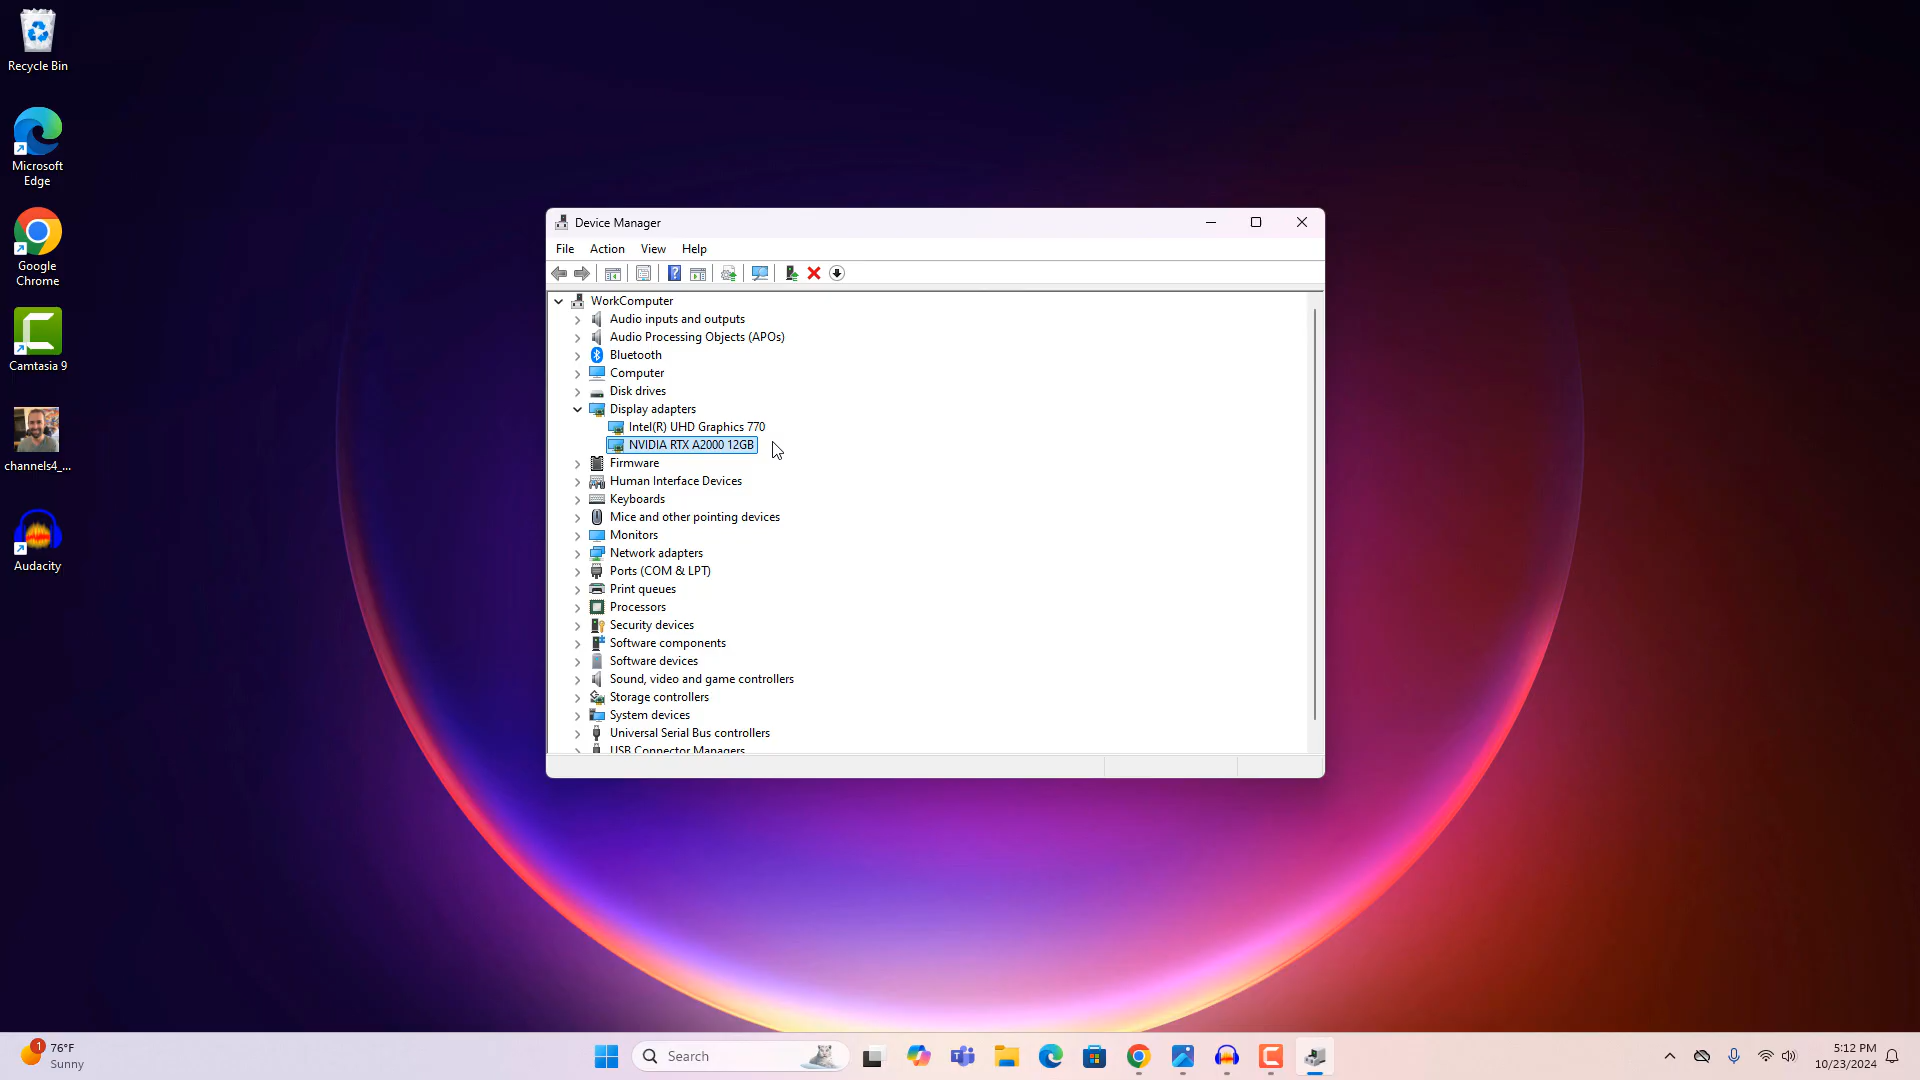 Recycle Bin
Microsoft
Edge
Google
Chrome
Camtasia 9
channels4_...
Audacity
Device Manager
File Action View Help
WorkComputer
Audio inputs and outputs
Audio Processing Objects (APOs)
Bluetooth
Computer
Disk drives
Display adapters
Intel(R) UHD Graphics 770
NVIDIA RTX A2000 12GB
Firmware
Human Interface Devices
Keyboards
Mice and other pointing devices
Monitors
Network adapters
Ports (COM & LPT)
Print queues
Processors
Security devices
Software components
Software devices
Sound, video and game controllers
Storage controllers
System devices
Universal Serial Bus controllers
USB Connector Managers
1
76°F
Sunny
Search
5:12 PM
10/23/2024